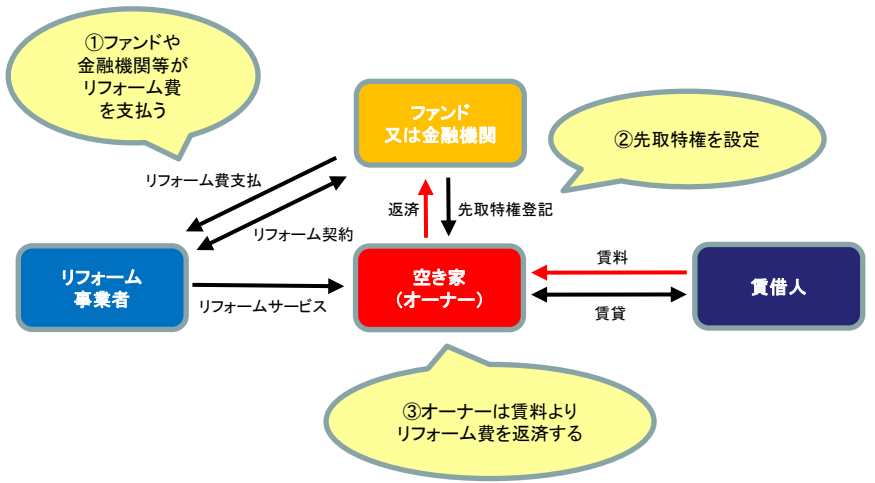 ①ファンドや
金融機関等が
リフォーム費
を支払う
ファンド
又は金融機関
②先取特権を設定
リフォーム費支払
リフォーム契約
返済
先取特権登記
リフォーム
事業者
リフォームサービス
空き家
(オーナー)
賃料
賃貸
賃借人
③オーナーは賃料より
リフォーム費を返済する